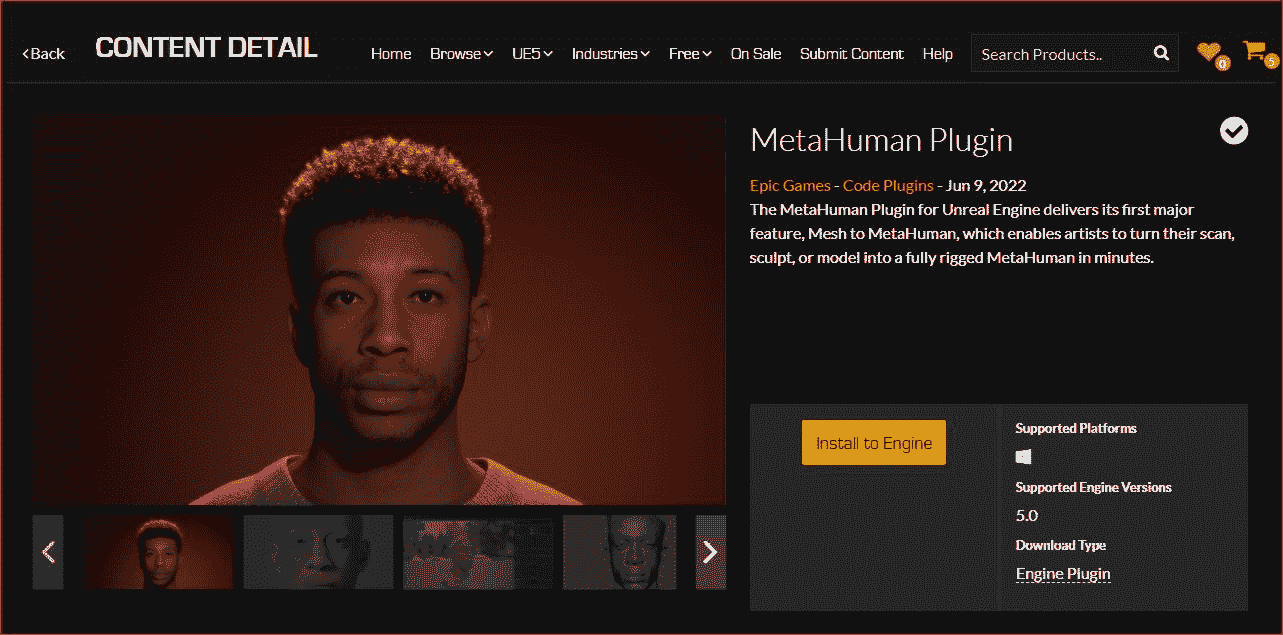 Back
CONTENT DETAIL
Home Browse UE5 Industries Free On Sale Submit Content Help
Search Products..
0
5
MetaHuman Plugin
Epic Games - Code Plugins - Jun 9, 2022
The MetaHuman Plugin for Unreal Engine delivers its first major
feature, Mesh to MetaHuman, which enables artists to turn their scan,
sculpt, or model into a fully rigged MetaHuman in minutes.
Install to Engine
Supported Platforms
Supported Engine Versions
5.0
Download Type
Engine Plugin